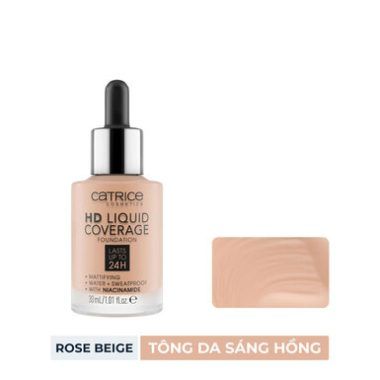 CATRICE
COSMETICS
HD LIQUID
COVERAGE
FOUNDATION
LASTS
UP TO
24H
• MATTIFYING
• WATER + SWEATPROOF
• WITH NIACINAMIDE
30 mL/1.01 fl.oz. ℮
ROSE BEIGE
TÔNG DA SÁNG HỒNG